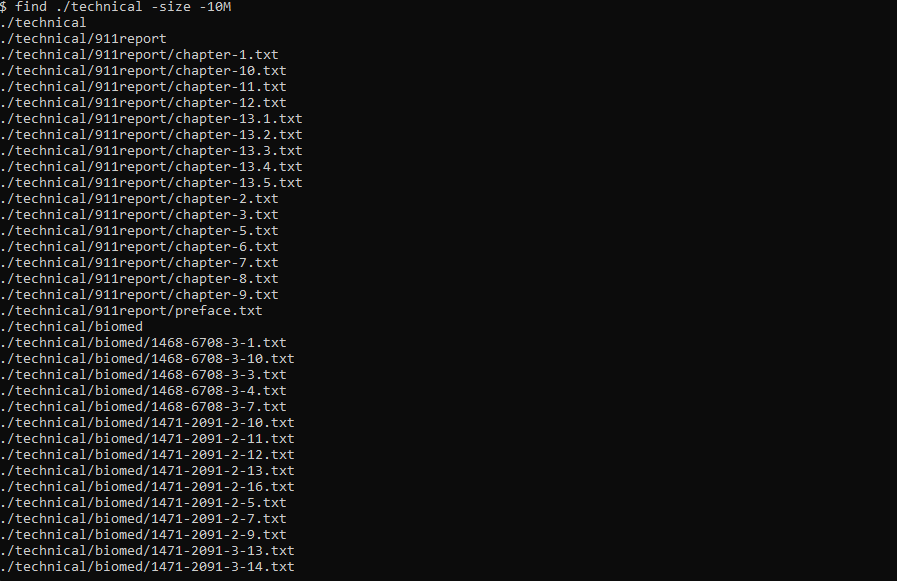 $ find ./technical -size -10M
./technical
./technical/911report
./technical/911report/chapter-1.txt
./technical/911report/chapter-10.txt
./technical/911report/chapter-11.txt
./technical/911report/chapter-12.txt
./technical/911report/chapter-13.1.txt
./technical/911report/chapter-13.2.txt
./technical/911report/chapter-13.3.txt
./technical/911report/chapter-13.4.txt
./technical/911report/chapter-13.5.txt
./technical/911report/chapter-2.txt
./technical/911report/chapter-3.txt
./technical/911report/chapter-5.txt
./technical/911report/chapter-6.txt
./technical/911report/chapter-7.txt
./technical/911report/chapter-8.txt
./technical/911report/chapter-9.txt
./technical/911report/preface.txt
./technical/biomed
./technical/biomed/1468-6708-3-1.txt
./technical/biomed/1468-6708-3-10.txt
./technical/biomed/1468-6708-3-3.txt
./technical/biomed/1468-6708-3-4.txt
./technical/biomed/1468-6708-3-7.txt
./technical/biomed/1471-2091-2-10.txt
./technical/biomed/1471-2091-2-11.txt
./technical/biomed/1471-2091-2-12.txt
./technical/biomed/1471-2091-2-13.txt
./technical/biomed/1471-2091-2-16.txt
./technical/biomed/1471-2091-2-5.txt
./technical/biomed/1471-2091-2-7.txt
./technical/biomed/1471-2091-2-9.txt
./technical/biomed/1471-2091-3-13.txt
./technical/biomed/1471-2091-3-14.txt